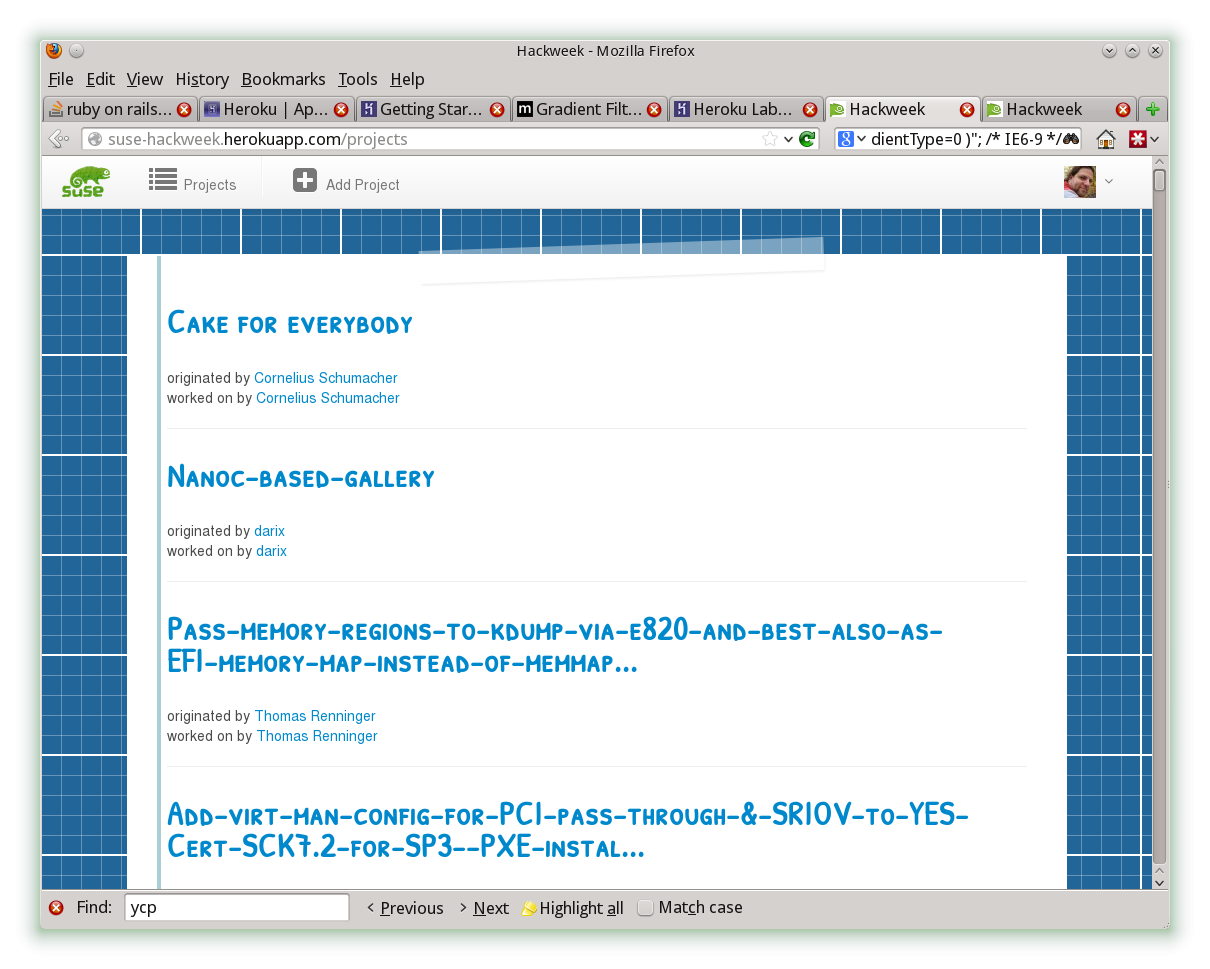 Hackweek - Mozilla Firefox
File Edit View History Bookmarks Tools Help
ruby on rails... Heroku | Ap... Getting Star... Gradient Filt... Heroku Lab... Hackweek Hackweek
suse-hackweek.herokuapp.com/projects dientType=0 )"; /* IE6-9 */
SUSE Projects Add Project
Cake for everybody
originated by Cornelius Schumacher
worked on by Cornelius Schumacher
Nanoc-based-gallery
originated by darix
worked on by darix
Pass-memory-regions-to-kdump-via-e820-and-best-also-as-
EFI-memory-map-instead-of-memmap...
originated by Thomas Renninger
worked on by Thomas Renninger
Add-virt-man-config-for-PCI-pass-through-&-SRIOV-to-YES-
Cert-SCK7.2-for-SP3--PXE-instal...
Find: ycp < Previous > Next Highlight all Match case